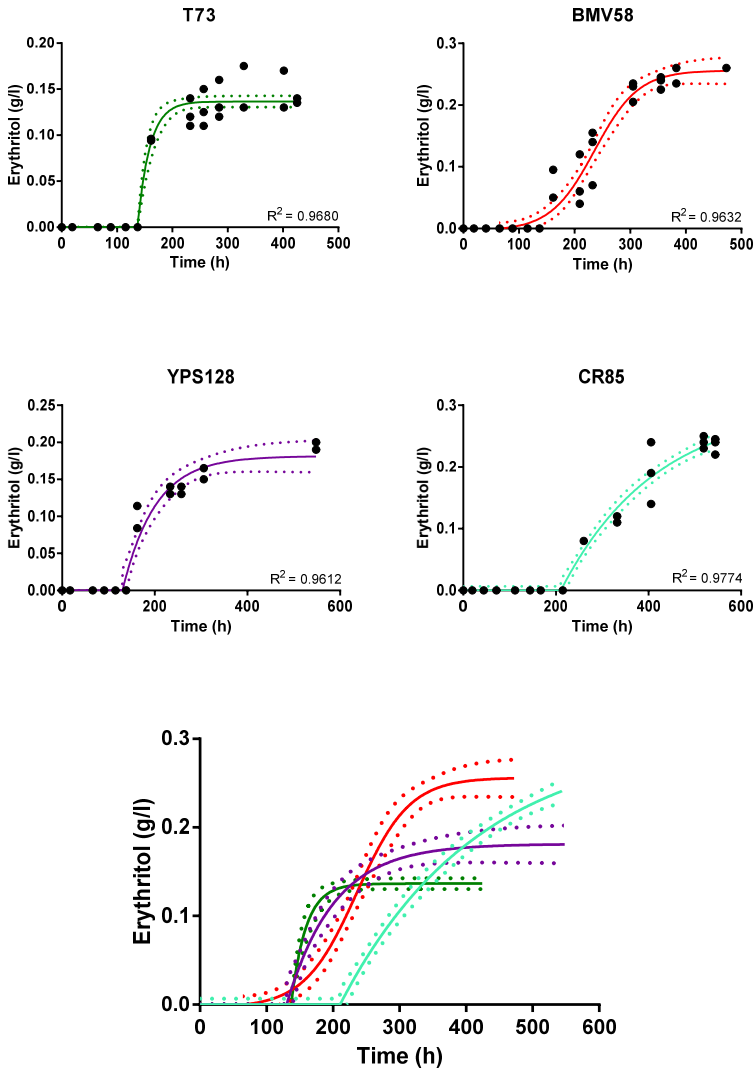 T73
0.20
0.15
0.10
0.05
0.00
Erythritol (g/l)
R² = 0.9680
0 100 200 300 400 500
Time (h)
BMV58
0.3
0.2
0.1
0.0
Erythritol (g/l)
R² = 0.9632
0 100 200 300 400 500
Time (h)
YPS128
0.25
0.20
0.15
0.10
0.05
0.00
Erythritol (g/l)
R² = 0.9612
0 200 400 600
Time (h)
CR85
0.3
0.2
0.1
0.0
Erythritol (g/l)
R² = 0.9774
0 200 400 600
Time (h)
0.3
0.2
0.1
0.0
Erythritol (g/l)
0 100 200 300 400 500 600
Time (h)